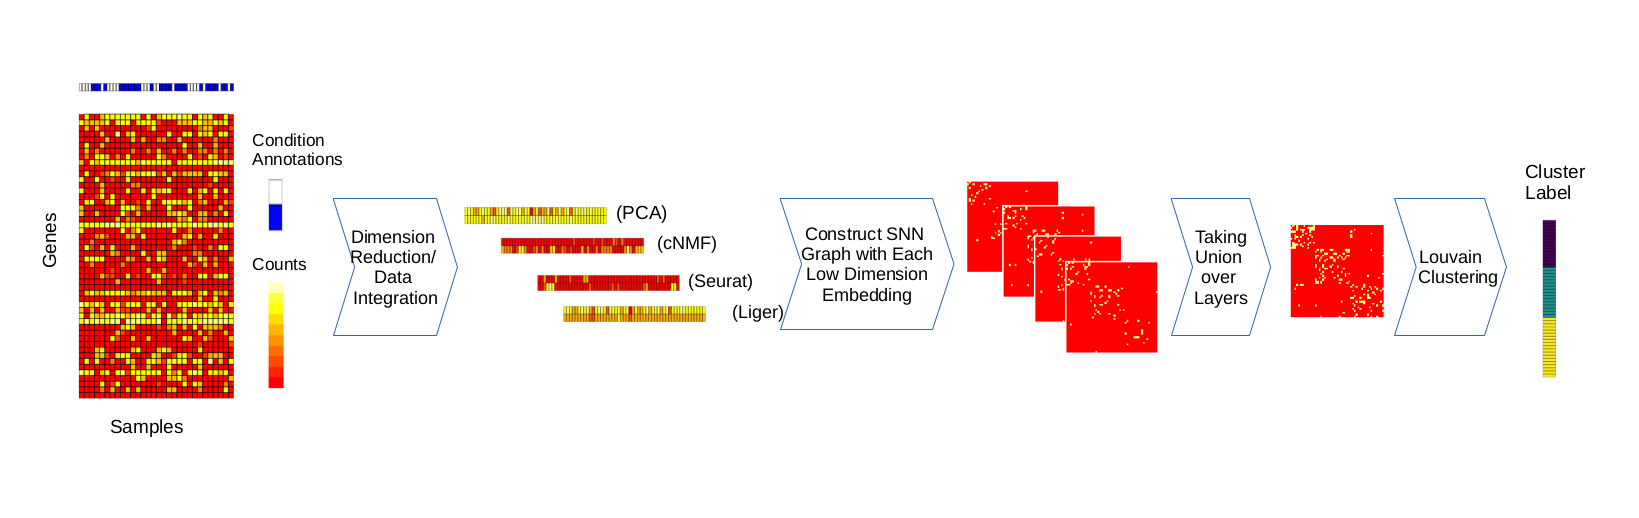 Genes
Samples
Condition
Annotations
Counts
Dimension
Reduction/
Data
Integration
(PCA)
(cNMF)
(Seurat)
(Liger)
Construct SNN
Graph with Each
Low Dimension
Embedding
Taking
Union
over
Layers
Louvain
Clustering
Cluster
Label